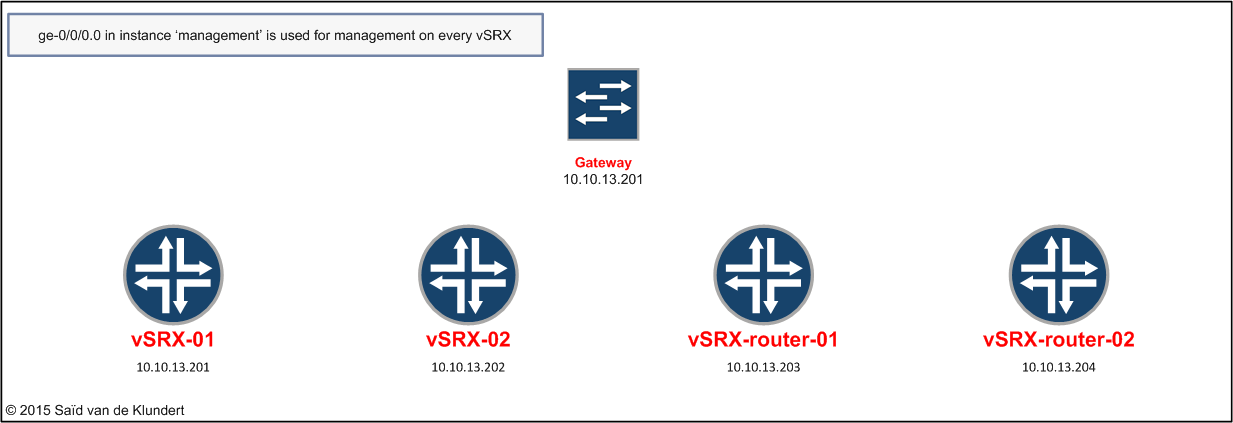 ge-0/0/0.0 in instance ‘management’ is used for management on every vSRX
Gateway
10.10.13.201
vSRX-01
vSRX-02
vSRX-router-01
vSRX-router-02
10.10.13.201
10.10.13.202
10.10.13.203
10.10.13.204
© 2015 Saïd van de Klundert